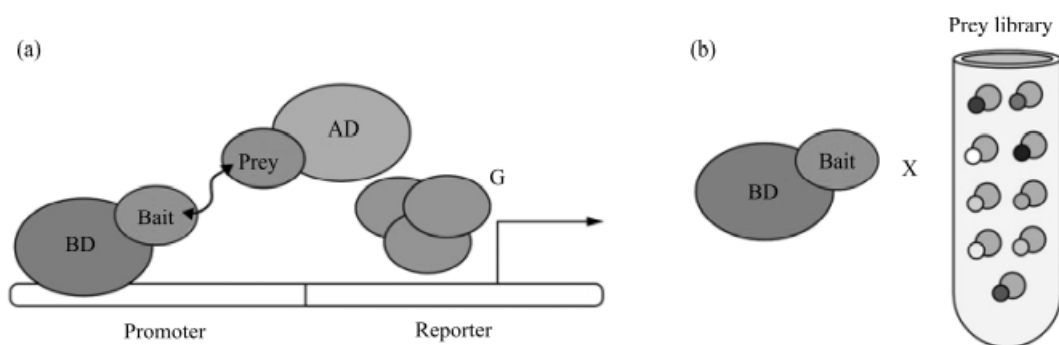 (a)
AD
Prey
G
Bait
BD
Promoter
Reporter
(b)
Prey library
Bait
BD
X